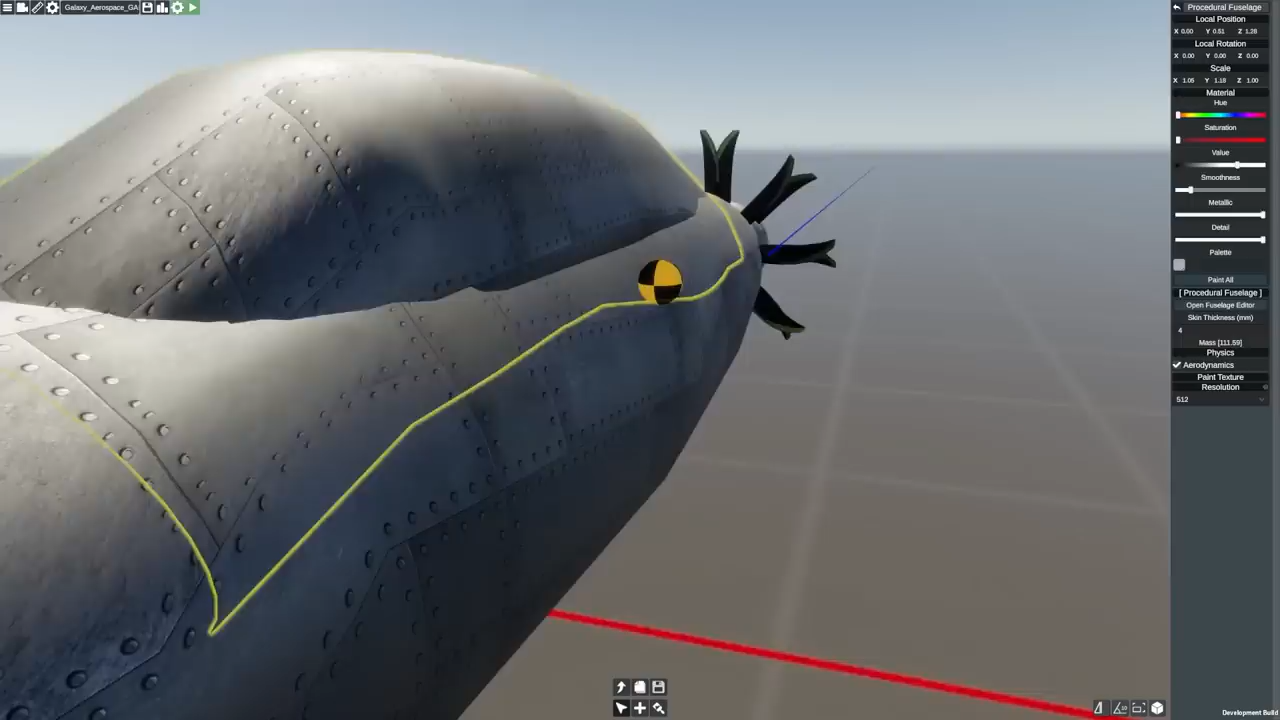 Galaxy_Aerospace_GA
Procedural Fuselage
Local Position
X 0.00 Y 0.51 Z 1.28
Local Rotation
X 0.00 Y 0.00 Z 0.00
Scale
X 1.05 Y 1.18 Z 1.00
Material
Hue
Saturation
Value
Smoothness
Metallic
Detail
Palette
Paint All
[ Procedural Fuselage ]
Open Fuselage Editor
Skin Thickness (mm)
4
Mass [111.59]
Physics
Aerodynamics
Paint Texture
Resolution
512
Development Build